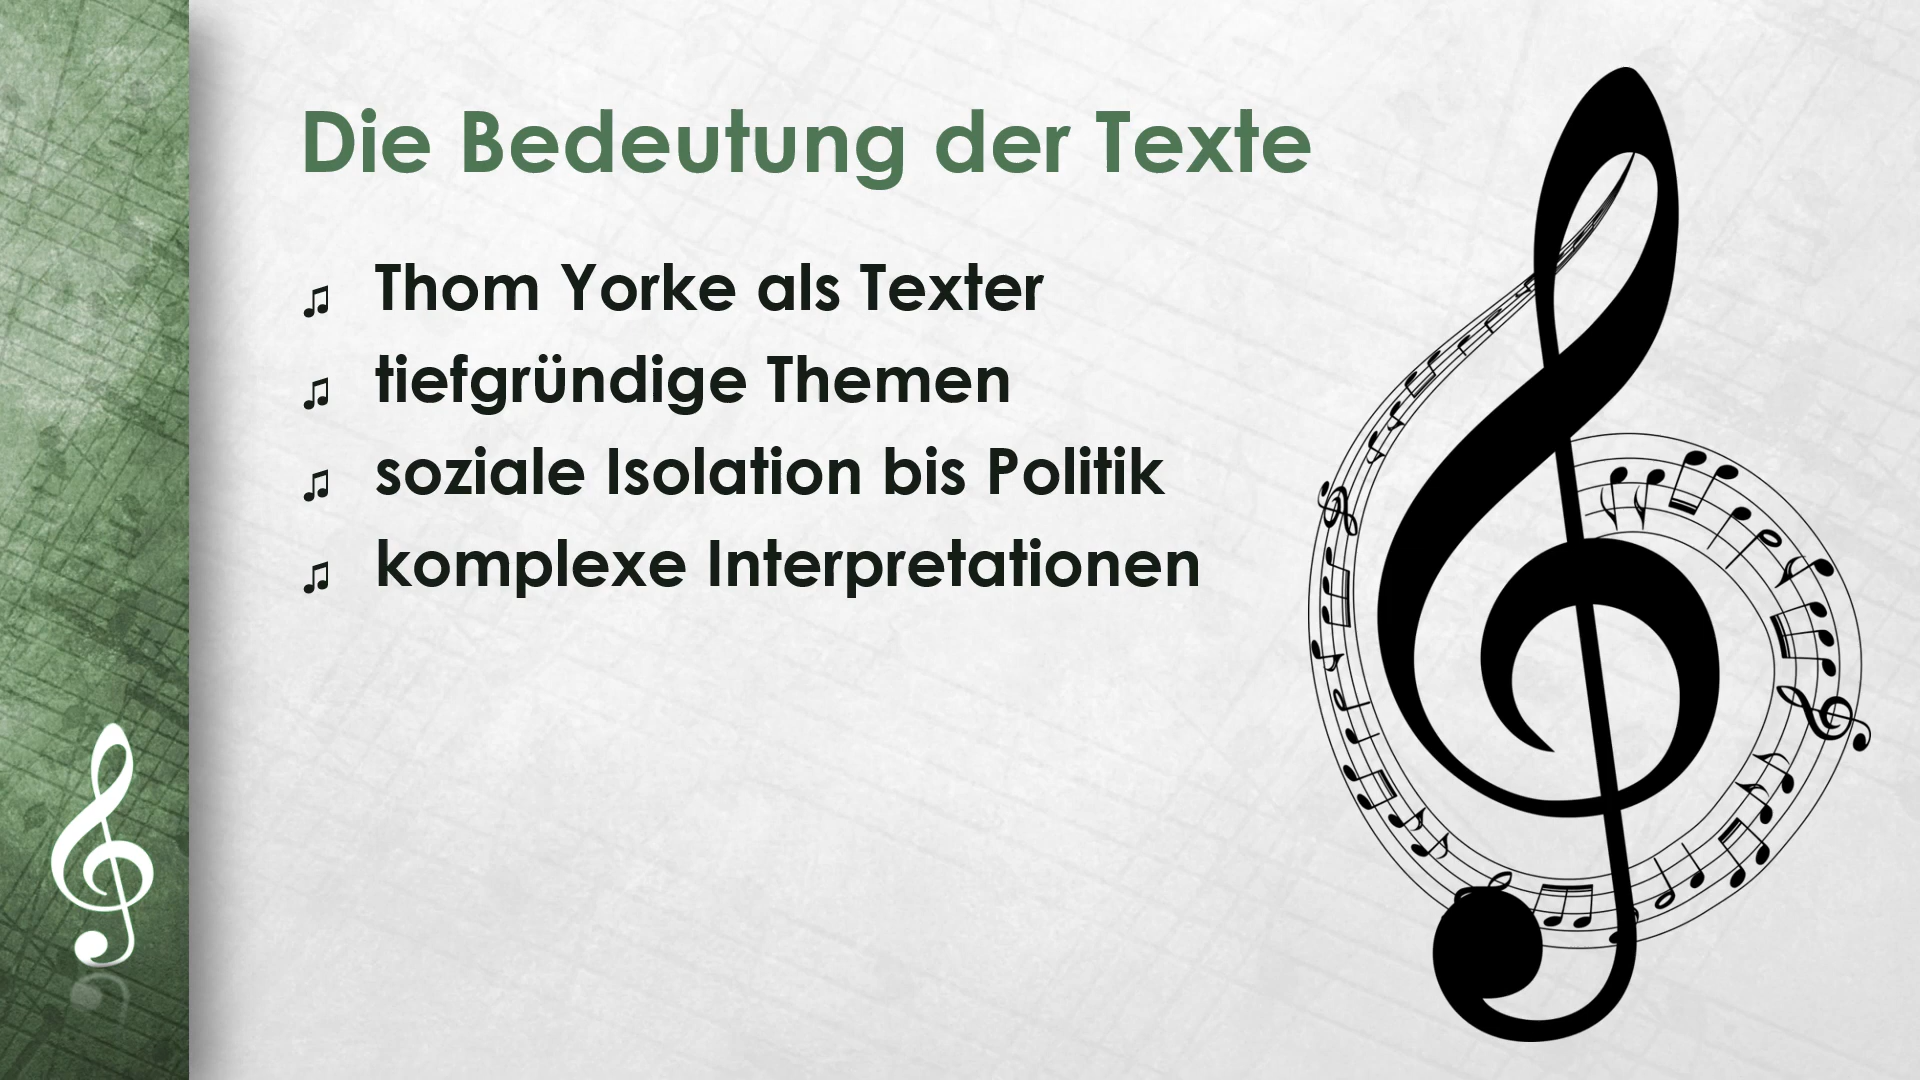 Die Bedeutung der Texte
♫ Thom Yorke als Texter
♫ tiefgründige Themen
♫ soziale Isolation bis Politik
♫ komplexe Interpretationen